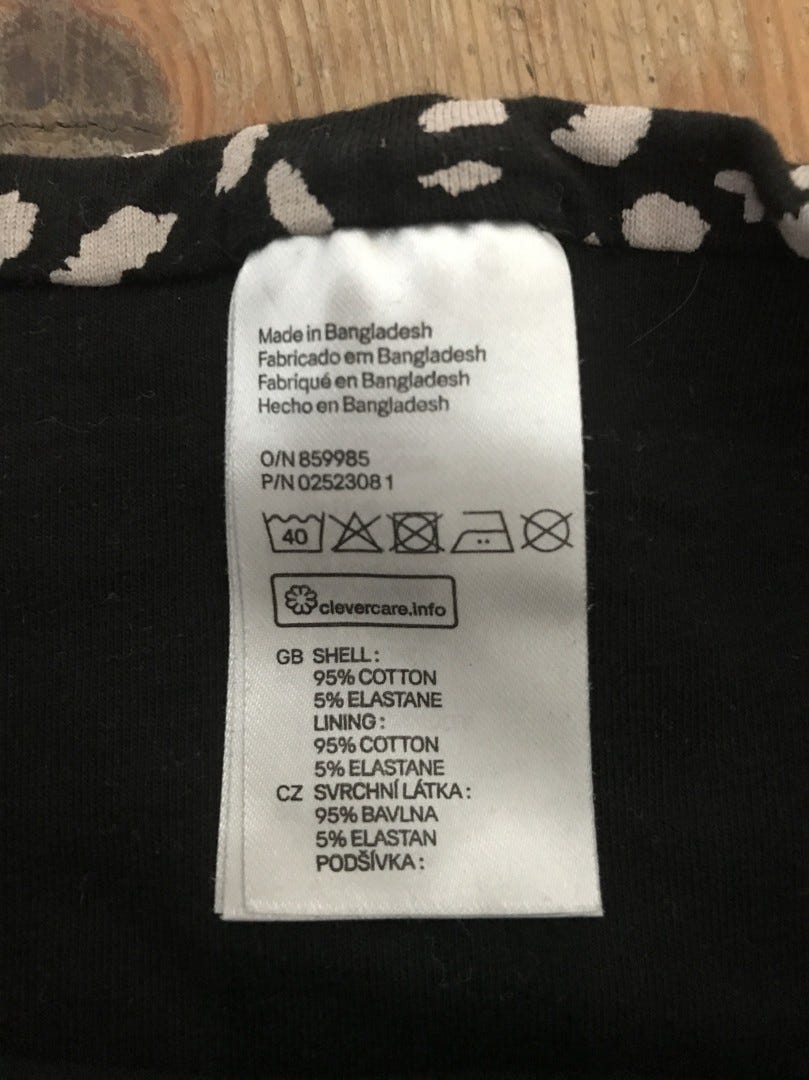 Made in Bangladesh
Fabricado em Bangladesh
Fabriqué en Bangladesh
Hecho en Bangladesh
O/N 859985
P/N 02523081
40
clevercare.info
GB SHELL:
95% COTTON
5% ELASTANE
LINING:
95% COTTON
5% ELASTANE
CZ SVRCHNÍ LÁTKA:
95% BAVLNA
5% ELASTAN
PODŠÍVKA: